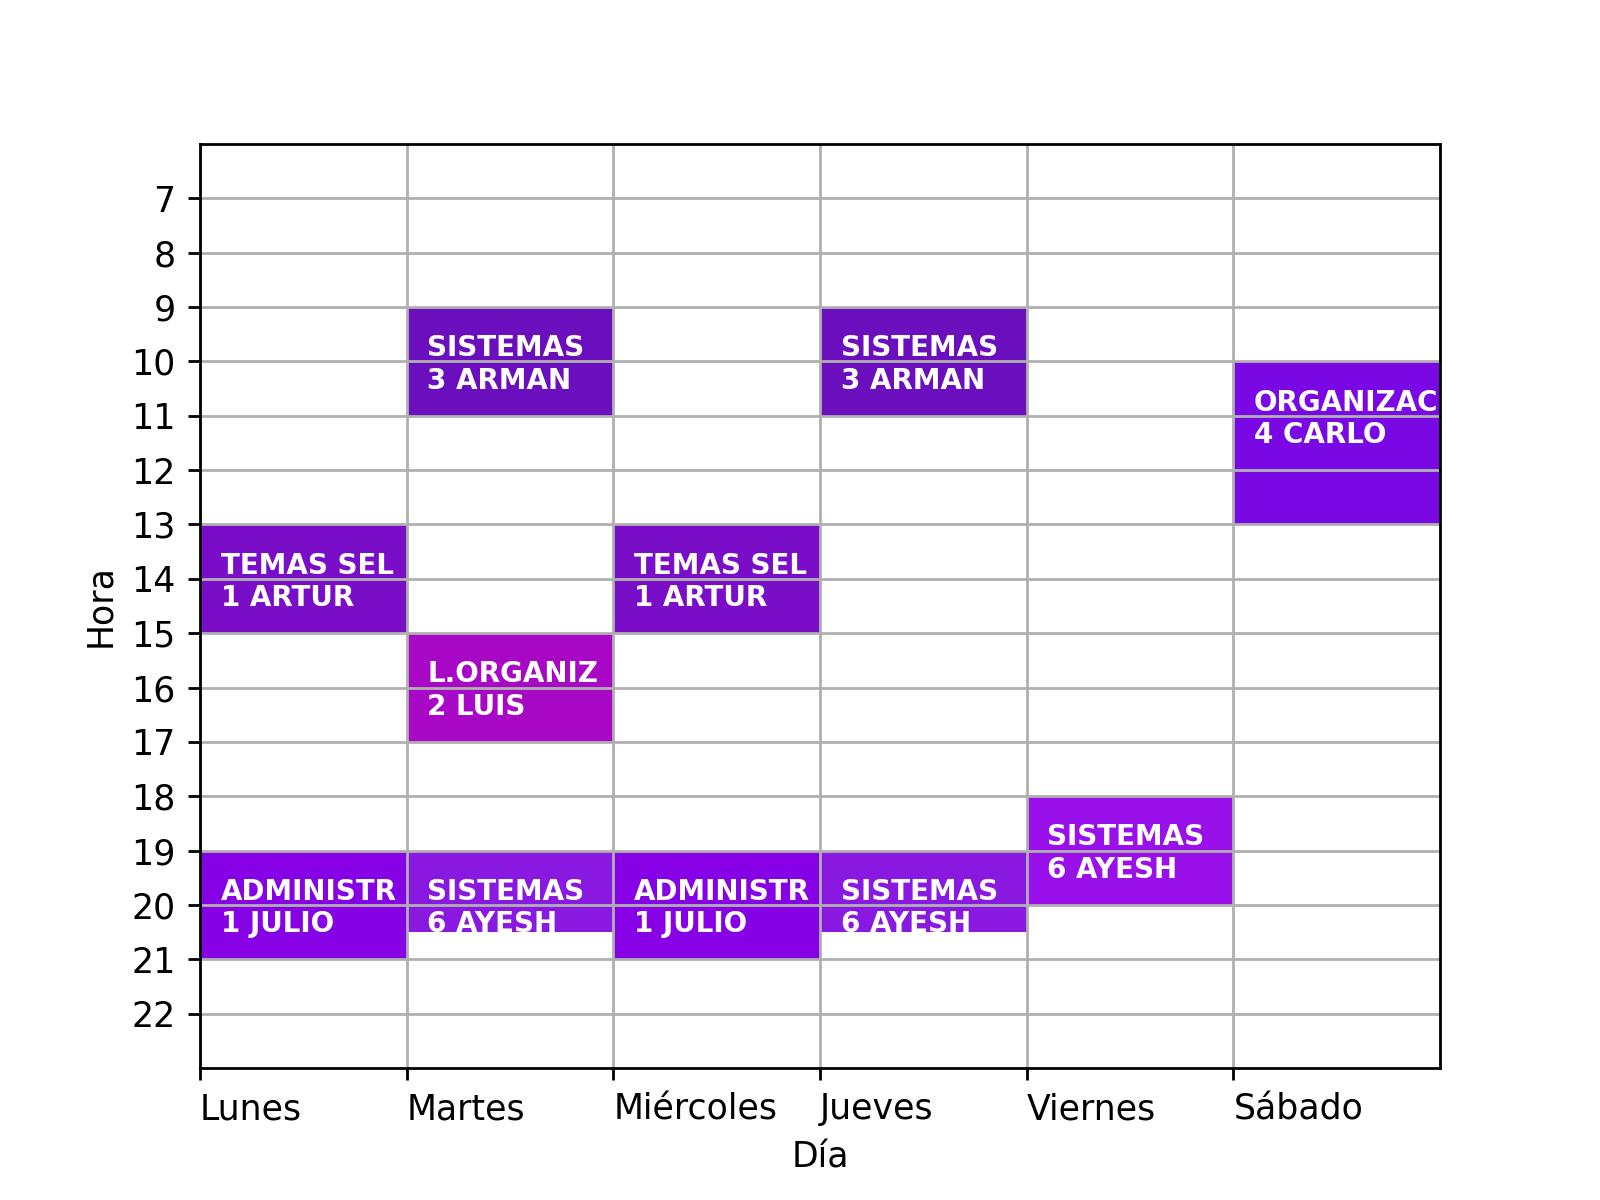 7
8
9
SISTEMAS
3 ARMAN
SISTEMAS
3 ARMAN
10
ORGANIZAC
4 CARLO
11
12
13
TEMAS SEL
1 ARTUR
TEMAS SEL
1 ARTUR
14
Hora
15
L.ORGANIZ
2 LUIS
16
17
18
SISTEMAS
6 AYESH
19
ADMINISTR
1 JULIO
SISTEMAS
6 AYESH
ADMINISTR
1 JULIO
SISTEMAS
6 AYESH
20
21
22
Lunes
Martes
Miércoles
Jueves
Viernes
Sábado
Día